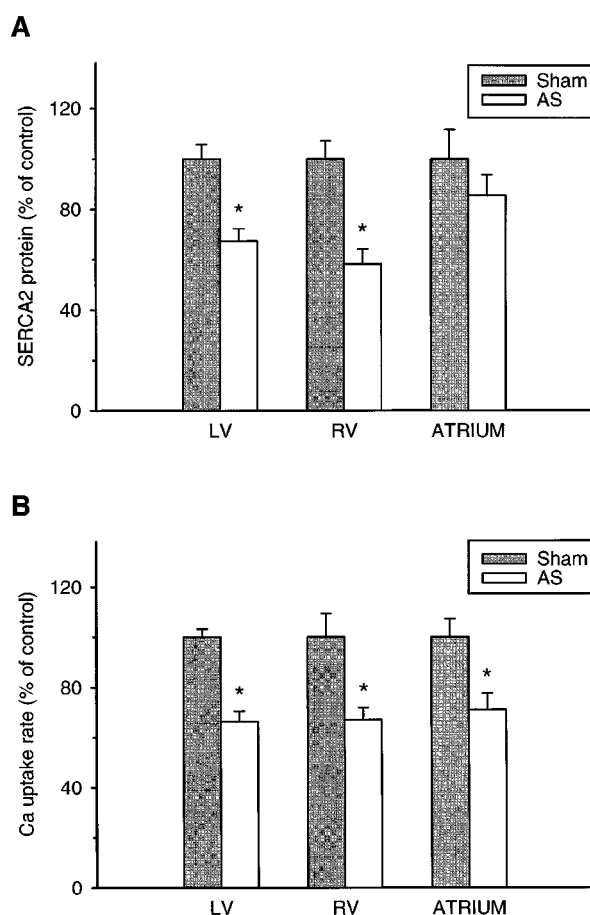 A
SERCA2 protein (% of control)
120
80
40
0
Sham
AS
*
*
LV
RV
ATRIUM
B
Ca uptake rate (% of control)
120
80
40
0
Sham
AS
*
*
*
LV
RV
ATRIUM